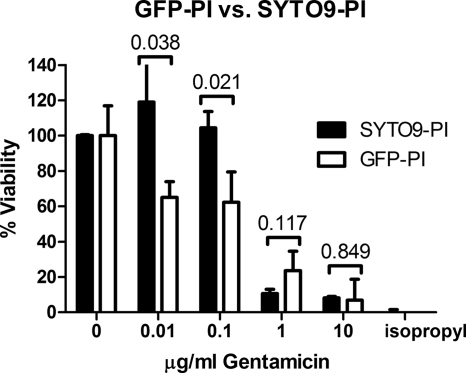 GFP-PI vs. SYTO9-PI
0.038
0.021
140
120
100
80
60
40
20
0
% Viability
SYTO9-PI
GFP-PI
0.117
0.849
0 0.01 0.1 1 10 isopropyl
μg/ml Gentamicin